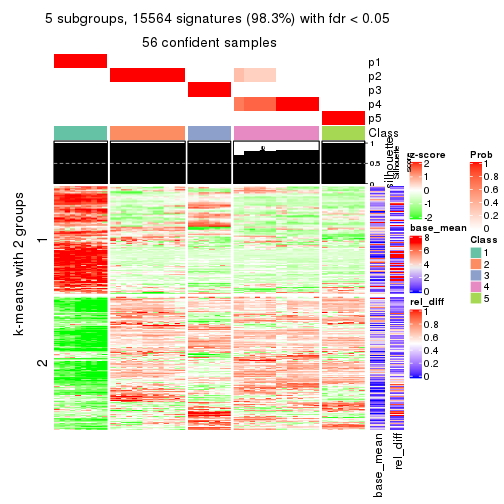 5 subgroups, 15564 signatures (98.3%) with fdr < 0.05
56 confident samples
p1
p2
p3
p4
p5
Class
1
0.5
0
silhouette
Silhouette
score
k-means with 2 groups
1
2
base_mean
rel_diff
z-score
2
1
0
-1
-2
base_mean
8
6
4
2
0
rel_diff
1
0.8
0.6
0.4
0.2
0
Prob
1
0.8
0.6
0.4
0.2
0
Class
1
2
3
4
5